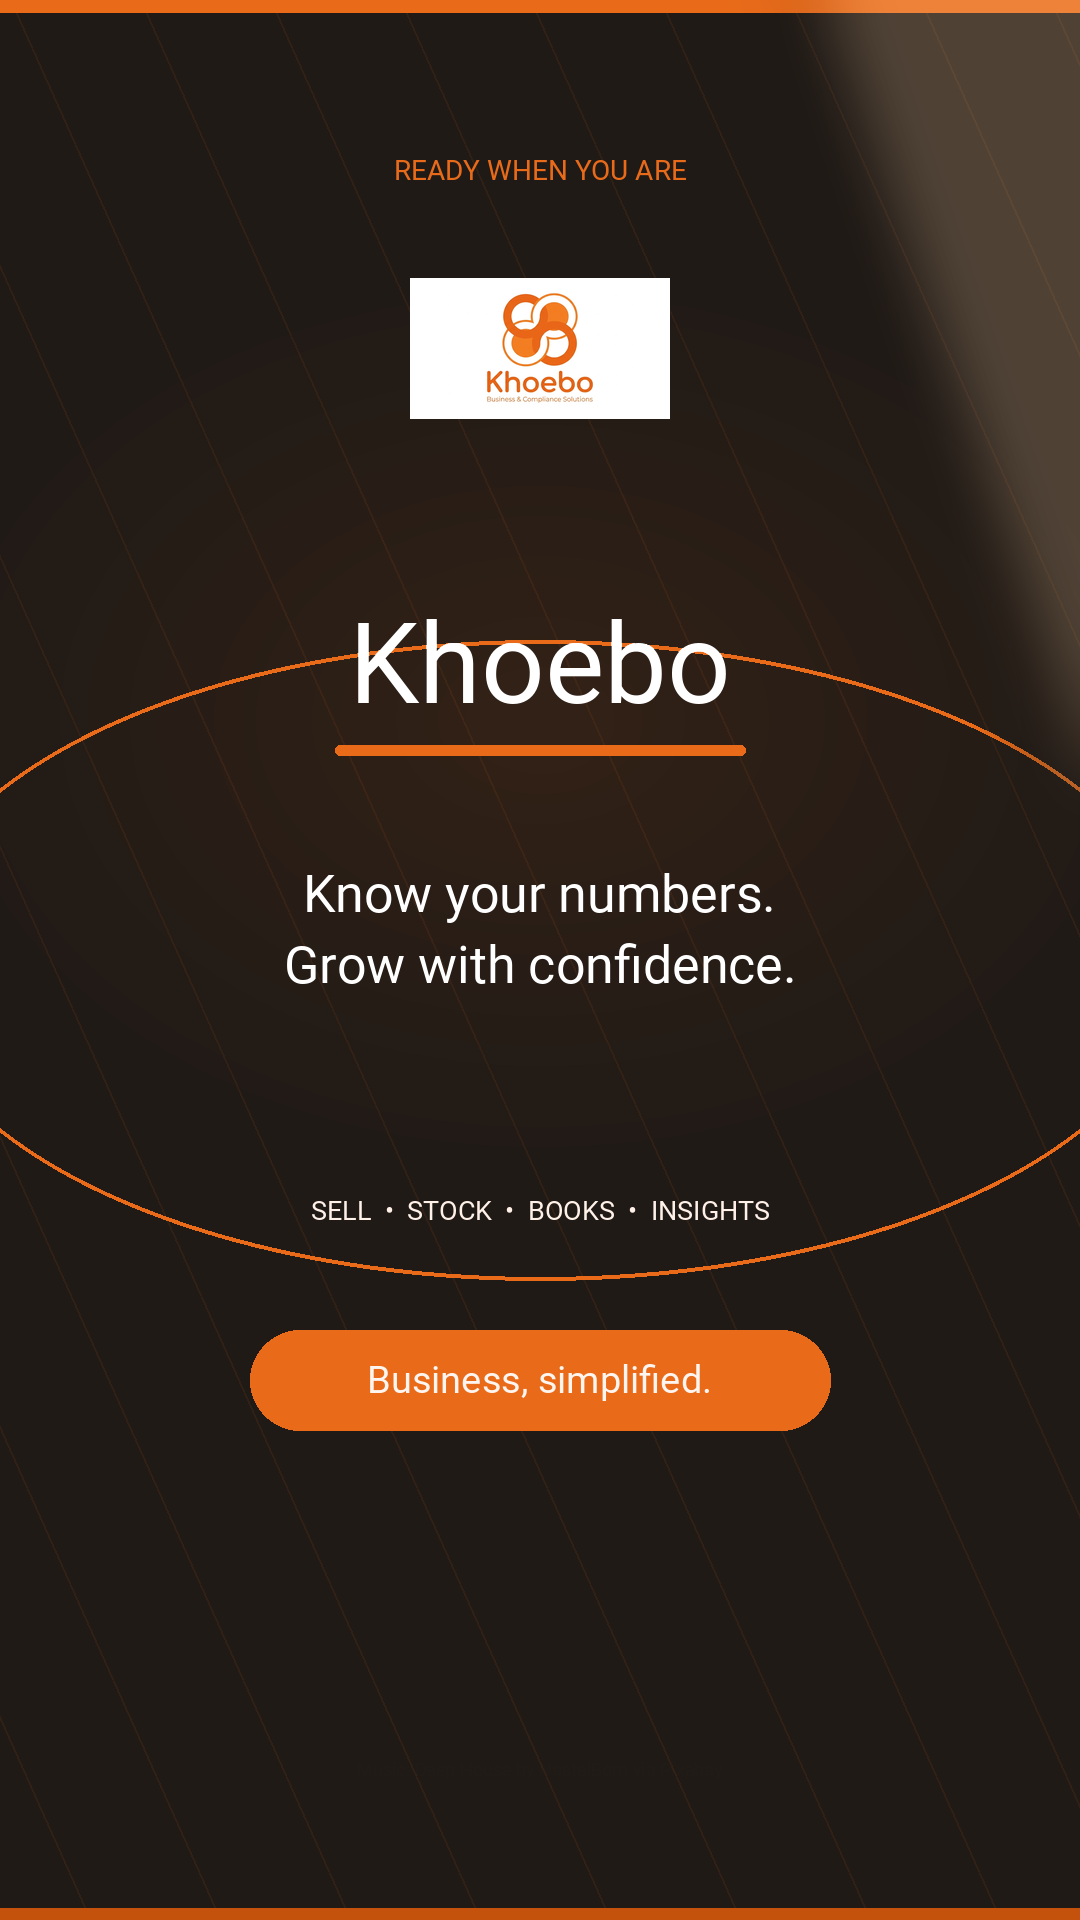 READY WHEN YOU ARE
Khoebo
Business & Compliance Solutions
Khoebo
Know your numbers.
Grow with confidence.
SELL • STOCK • BOOKS • INSIGHTS
Business, simplified.